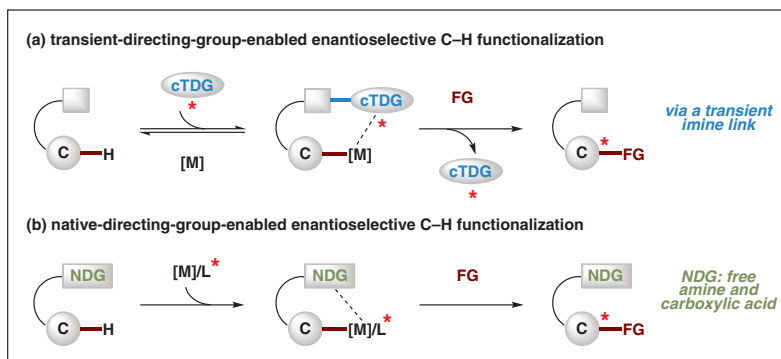 (a) transient-directing-group-enabled enantioselective C–H functionalization
cTDG
*
[M]
C
H
cTDG
*
C
[M]
FG
cTDG
*
C
*
FG
via a transient
imine link
(b) native-directing-group-enabled enantioselective C–H functionalization
NDG
C
H
[M]/L*
NDG
C
[M]/L*
FG
NDG
C
*
FG
NDG: free
amine and
carboxylic acid